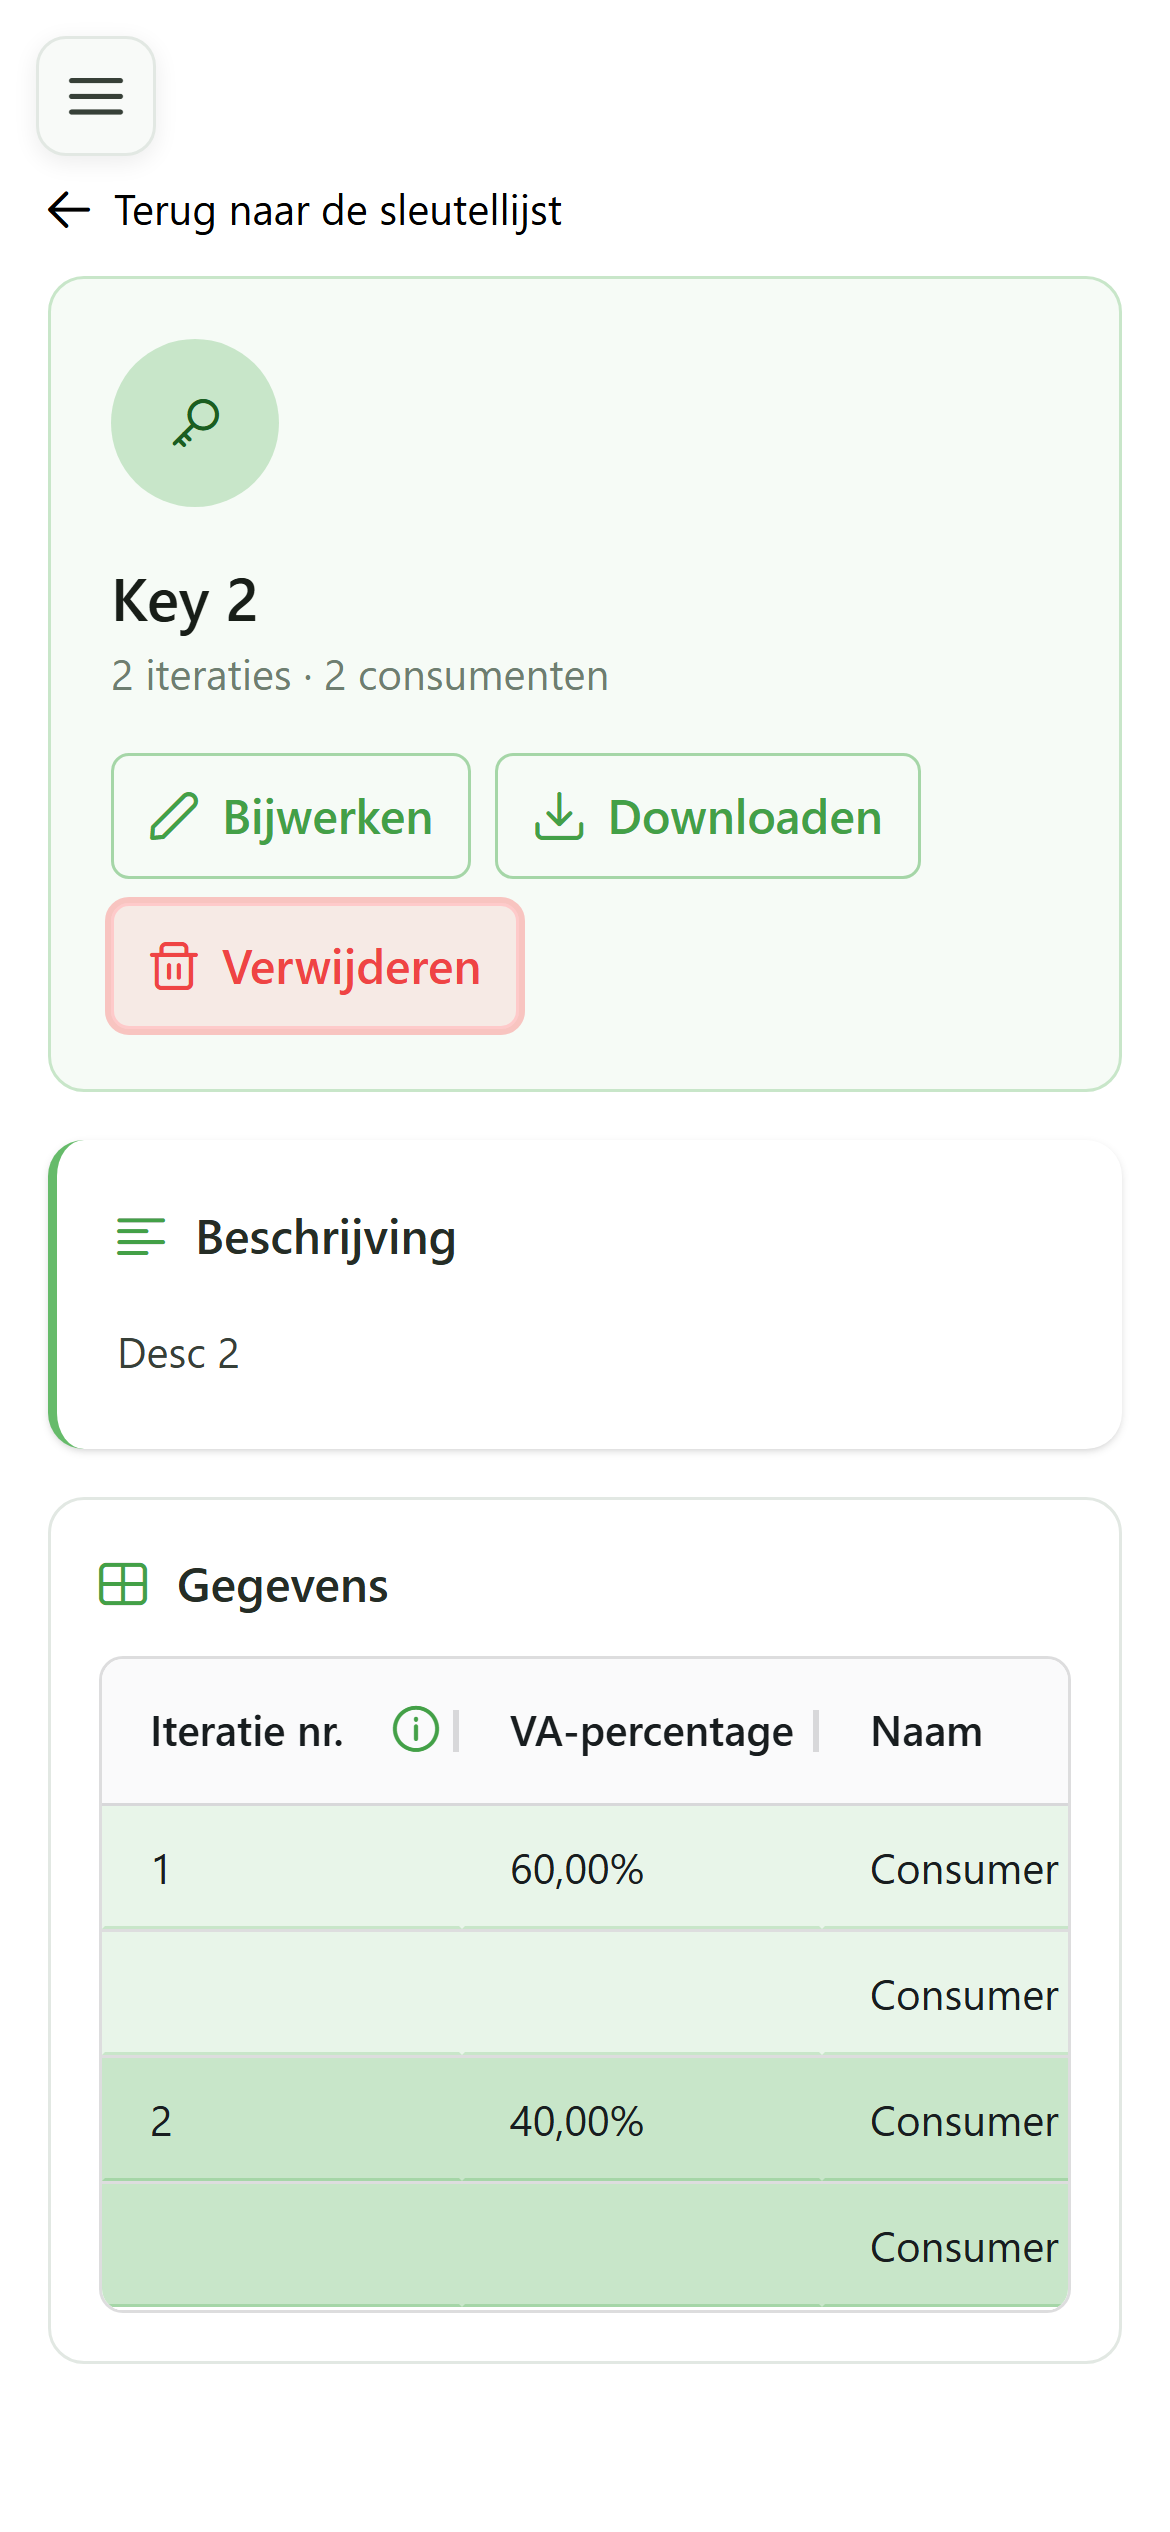 Terug naar de sleutellijst
Key 2
2 iteraties · 2 consumenten
Bijwerken
Downloaden
Verwijderen
Beschrijving
Desc 2
Gegevens
Iteratie nr. VA-percentage Naam
1 60,00% Consumer
Consumer
2 40,00% Consumer
Consumer